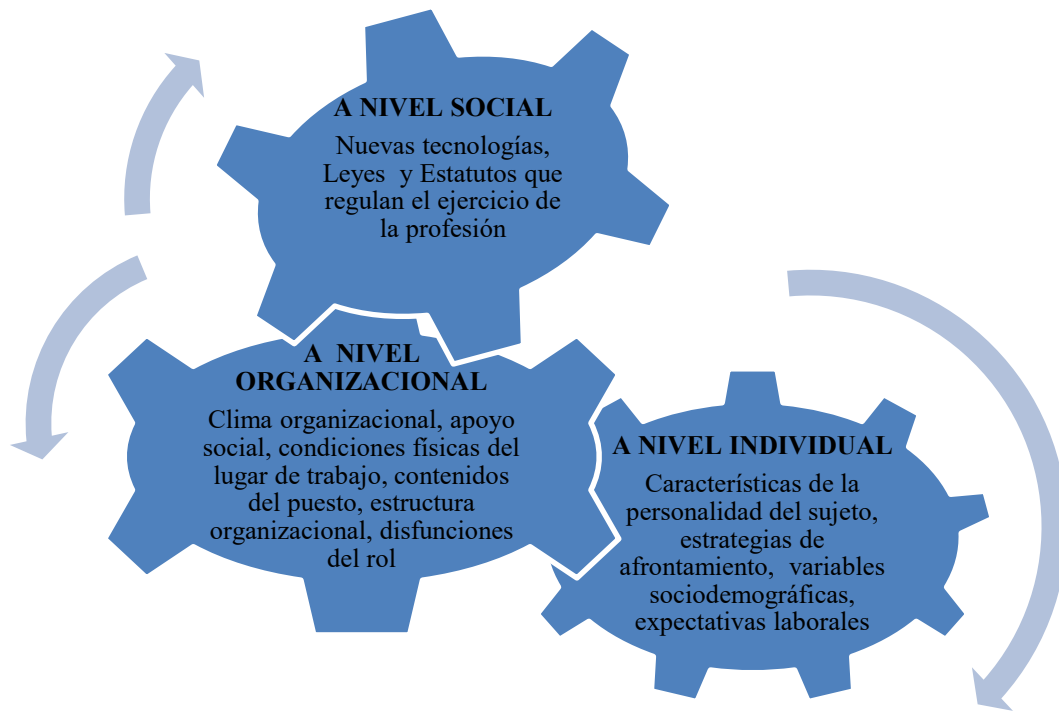 A NIVEL SOCIAL
Nuevas tecnologías,
Leyes y Estatutos que
regulan el ejercicio de
la profesión
A NIVEL
ORGANIZACIONAL
Clima organizacional, apoyo
social, condiciones físicas del
lugar de trabajo, contenidos
del puesto, estructura
organizacional, disfunciones
del rol
A NIVEL INDIVIDUAL
Características de la
personalidad del sujeto,
estrategias de
afrontamiento, variables
sociodemográficas,
expectativas laborales